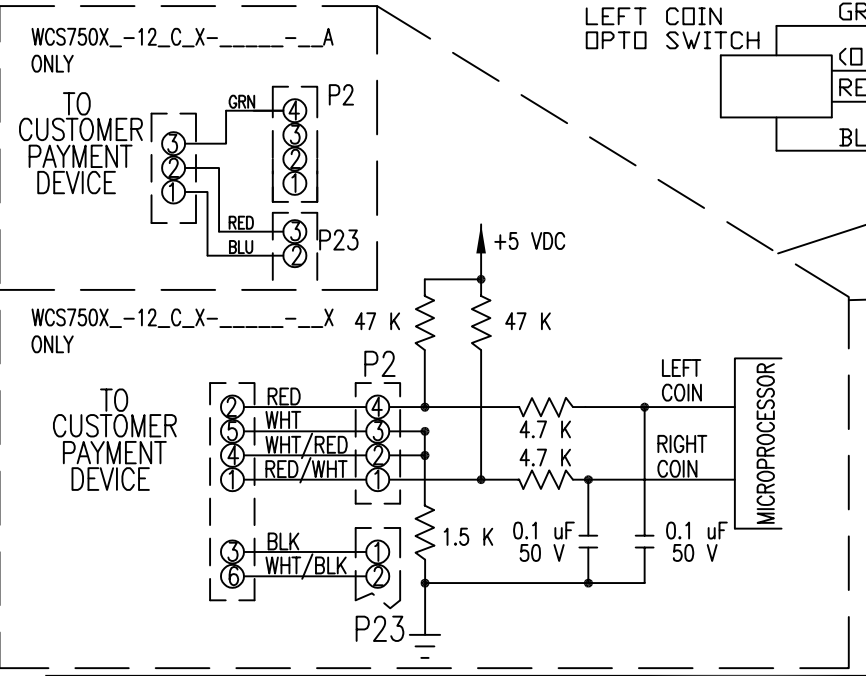 WCS750X_-12_C_X-_____-__A
ONLY
TO
CUSTOMER
PAYMENT
DEVICE
3
2
1
GRN
RED
BLU
P2
4
3
2
1
P23
3
2
LEFT COIN
OPTO SWITCH
GR
(O
RE
BL
WCS750X_-12_C_X-_____-__X
ONLY
+5 VDC
47 K
47 K
TO
CUSTOMER
PAYMENT
DEVICE
2
5
4
1
3
6
RED
WHT
WHT/RED
RED/WHT
BLK
WHT/BLK
P2
4
3
2
1
1
2
P23
4.7 K
4.7 K
1.5 K
0.1 uF
50 V
0.1 uF
50 V
LEFT
COIN
RIGHT
COIN
MICROPROCESSOR